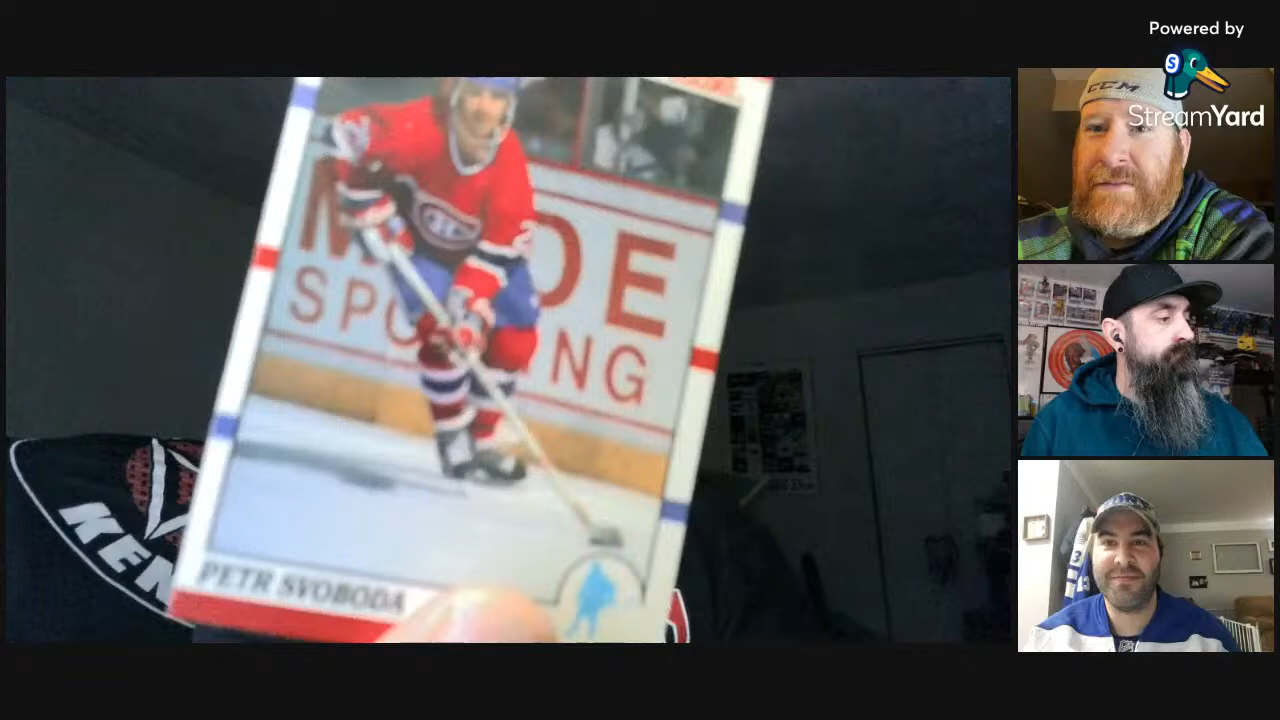 Powered by
StreamYard
CCM
M DE
SPO NG
KEN
PETR SVOBODA